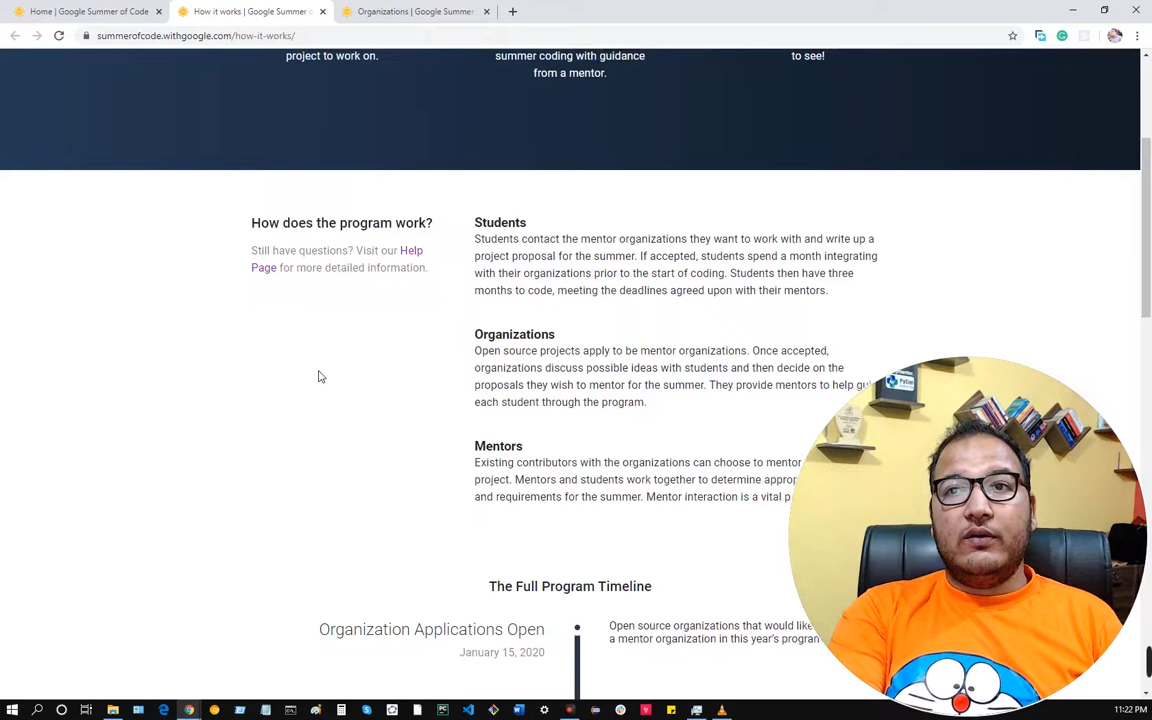 Home | Google Summer of Code
How it works | Google Summer o
Organizations | Google Summer
summerofcode.withgoogle.com/how-it-works/
project to work on.
summer coding with guidance
from a mentor.
to see!
How does the program work?
Still have questions? Visit our Help
Page for more detailed information.
Students
Students contact the mentor organizations they want to work with and write up a
project proposal for the summer. If accepted, students spend a month integrating
with their organizations prior to the start of coding. Students then have three
months to code, meeting the deadlines agreed upon with their mentors.
Organizations
Open source projects apply to be mentor organizations. Once accepted,
organizations discuss possible ideas with students and then decide on the
proposals they wish to mentor for the summer. They provide mentors to help gu
each student through the program.
Mentors
Existing contributors with the organizations can choose to mentor
project. Mentors and students work together to determine approp
and requirements for the summer. Mentor interaction is a vital p
The Full Program Timeline
Organization Applications Open
January 15, 2020
Open source organizations that would like
a mentor organization in this year's program
11:22 PM